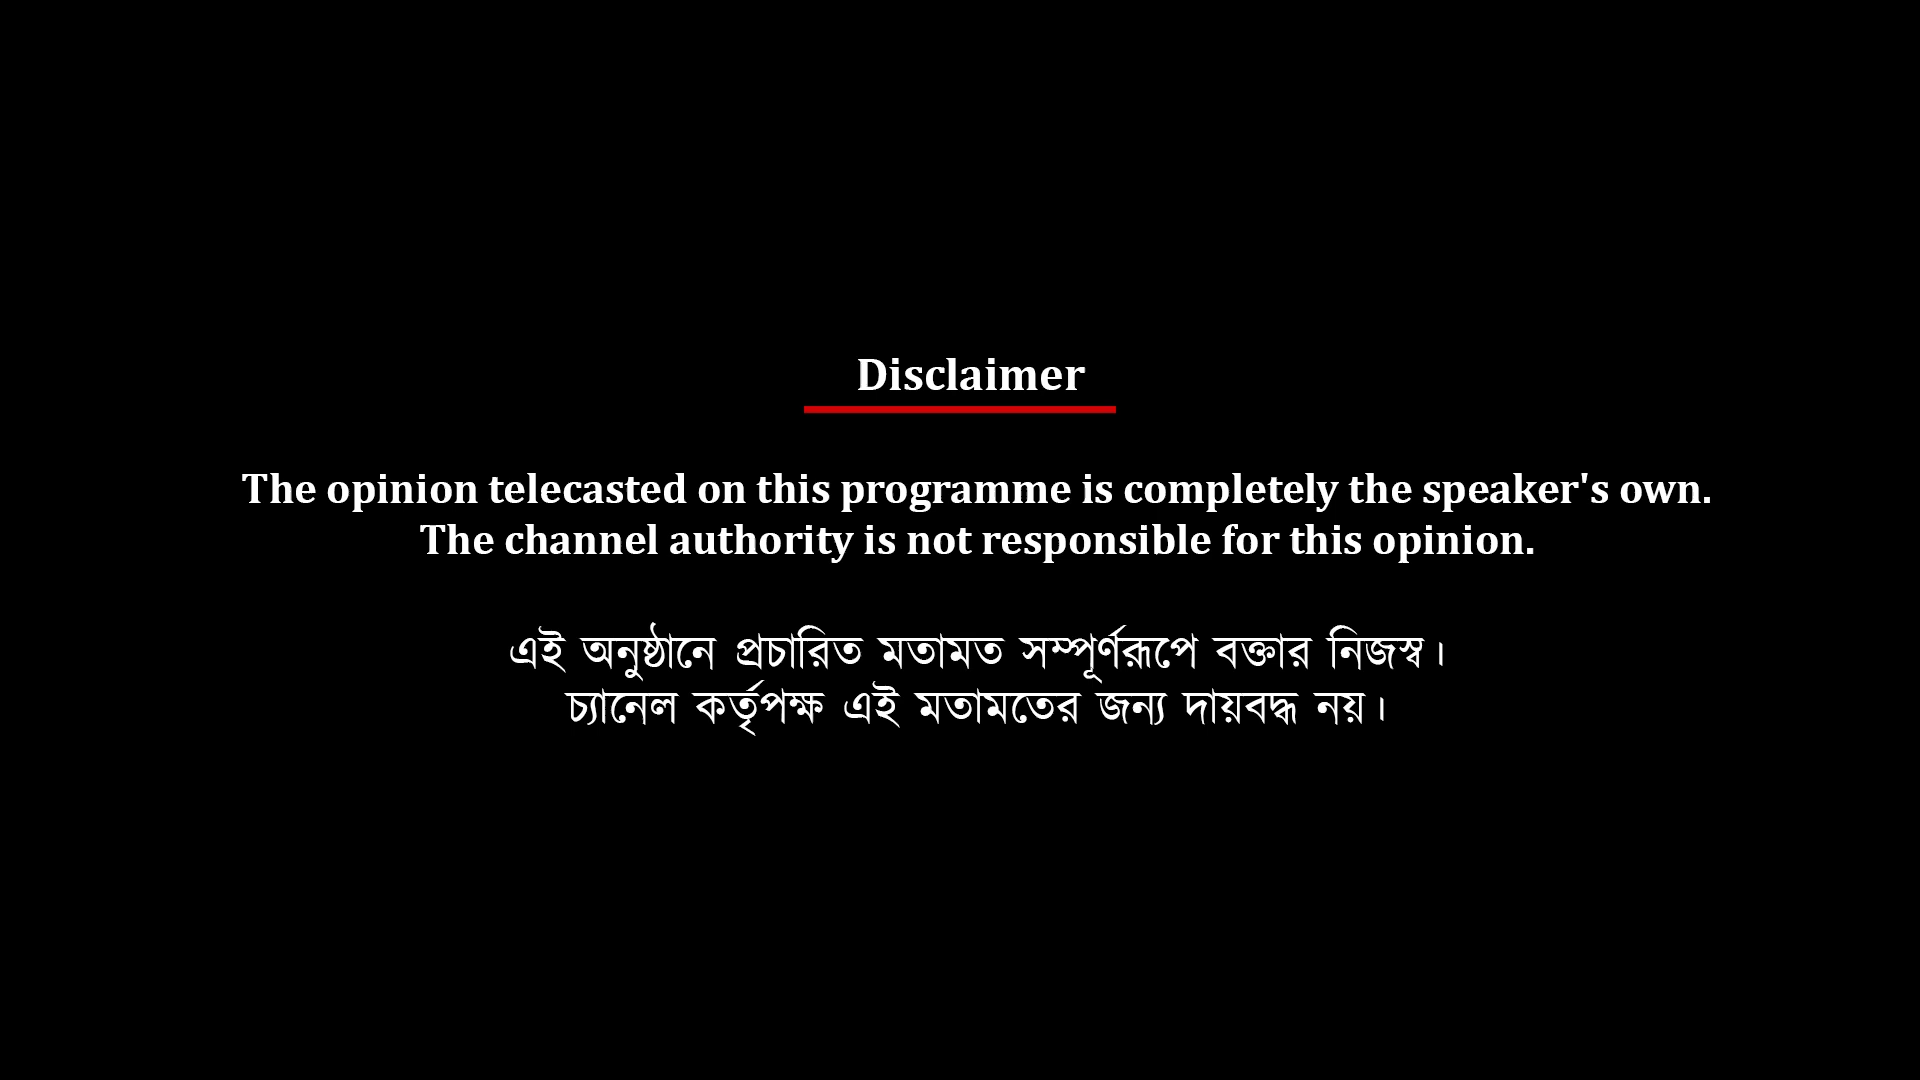 Disclaimer
The opinion telecasted on this programme is completely the speaker's own.
The channel authority is not responsible for this opinion.
এই অনুষ্ঠানে প্রচারিত মতামত সম্পূর্ণরূপে বক্তার নিজস্ব।
চ্যানেল কর্তৃপক্ষ এই মতামতের জন্য দায়বদ্ধ নয়।